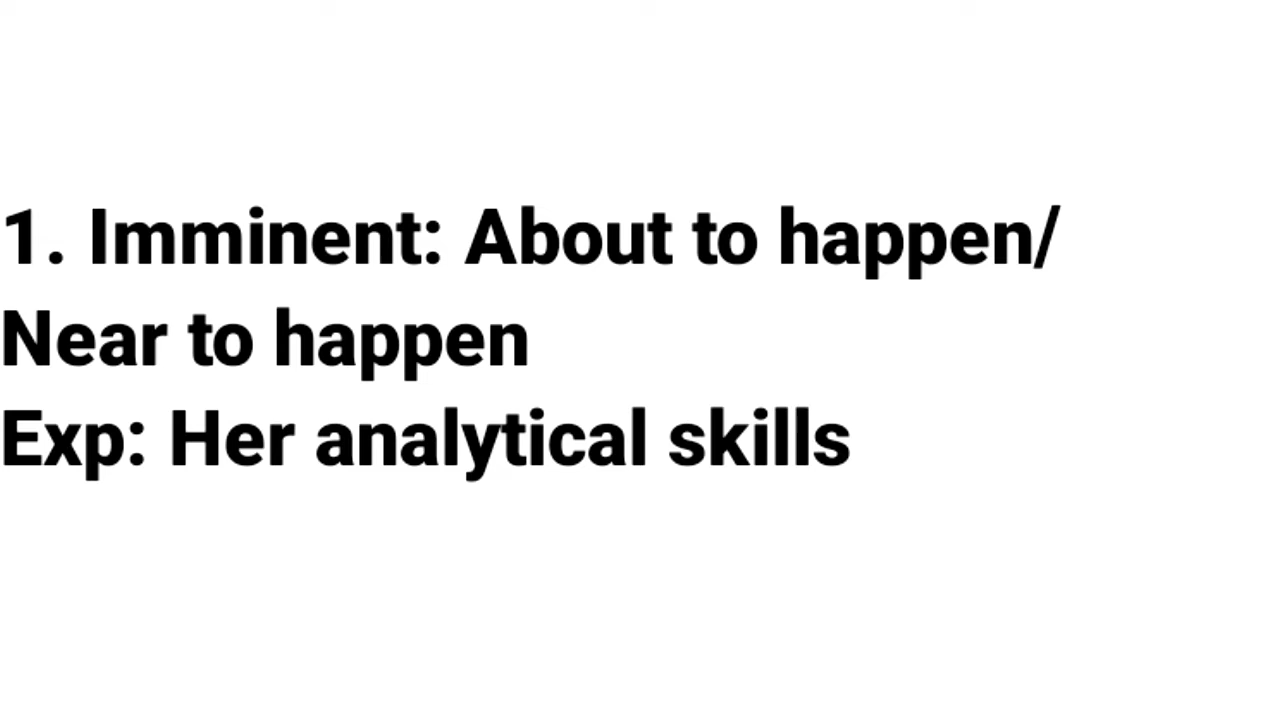 1. Imminent: About to happen/
Near to happen
Exp: Her analytical skills